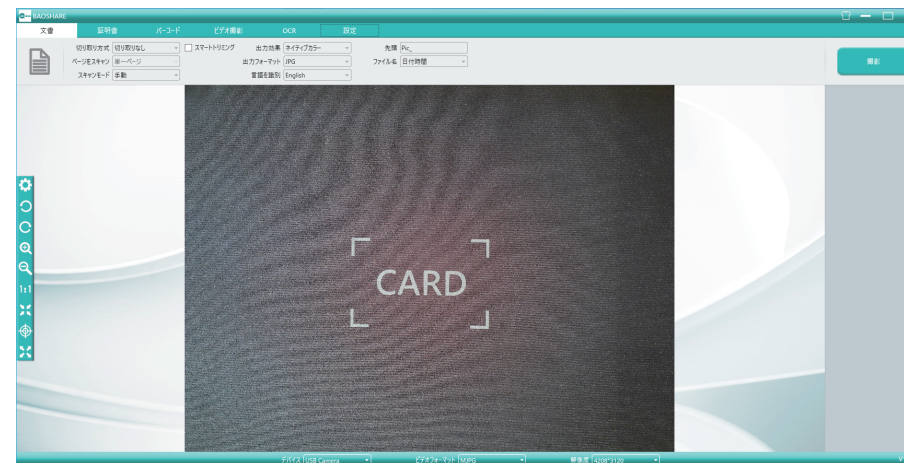 BAOSHARE
文書 証明書 バーコード ビデオ撮影 OCR 設定
切り取り方式 切り取りなし スマートトリミング 出力効果 ネイティブカラー 先頭 Pic_
ページをスキャン 単一ページ 出力フォーマット JPG ファイル名 日付時間 撮影
スキャンモード 手動 言語を識別 English
1:1
CARD
デバイス USB Camera ビデオフォーマット MJPG 解像度 4208*3120